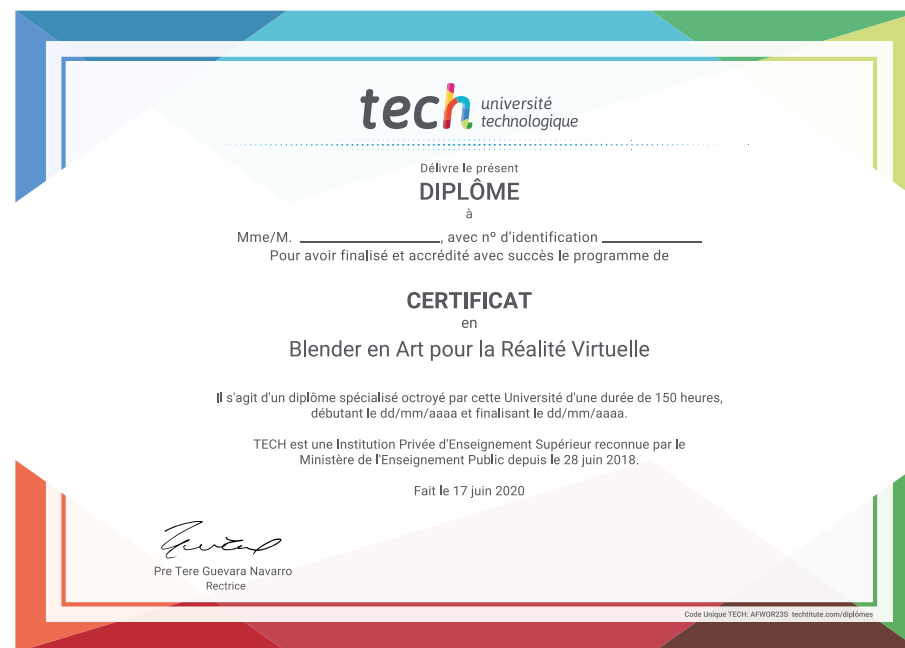 tech université
technologique
Délivre le présent
DIPLÔME
à
Mme/M. ____________, avec nº d'identification ____________
Pour avoir finalisé et accrédité avec succès le programme de
CERTIFICAT
en
Blender en Art pour la Réalité Virtuelle
Il s'agit d'un diplôme spécialisé octroyé par cette Université d'une durée de 150 heures,
débutant le dd/mm/aaaa et finalisant le dd/mm/aaaa.
TECH est une Institution Privée d'Enseignement Supérieur reconnue par le
Ministère de l'Enseignement Public depuis le 28 juin 2018.
Fait le 17 juin 2020
Pre Tere Guevara Navarro
Rectrice
Code Unique TECH: AFWOR23S techtitute.com/diplômes